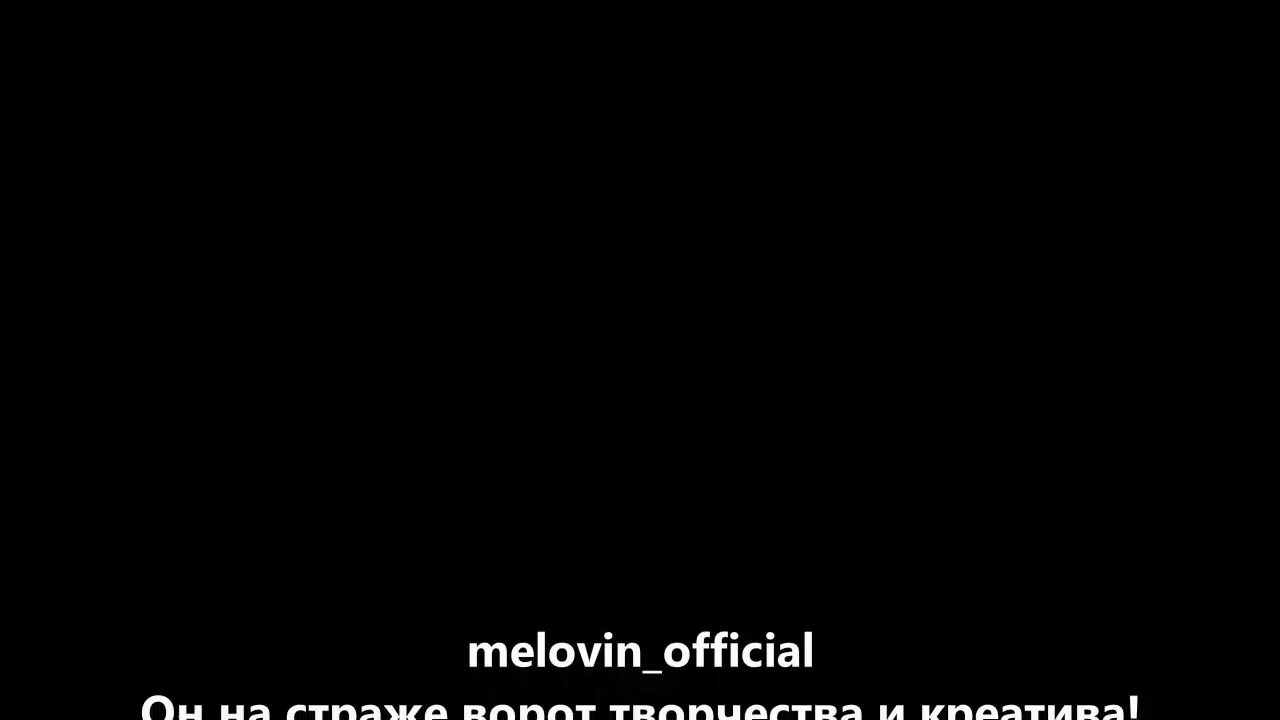 melovin_official
Он на страже ворот творчества и креатива!